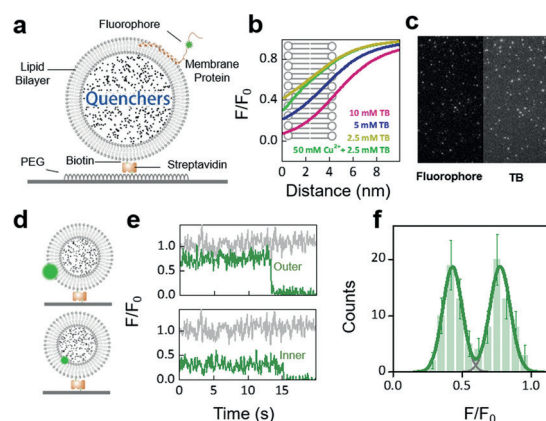 a
Fluorophore
Lipid
Bilayer
Membrane
Protein
Quenchers
PEG
Biotin
Streptavidin
b
F/F0
0.8
0.4
0.0
10 mM TB
5 mM TB
2.5 mM TB
50 mM Cu²⁺ + 2.5 mM TB
0 2 4 6 8
Distance (nm)
c
Fluorophore TB
d
e
F/F₀
1.0
0.5
0.0
Outer
1.0
0.5
0.0
Inner
0 5 10 15
Time (s)
f
Counts
20
10
0
0.0 0.5 1.0
F/F₀